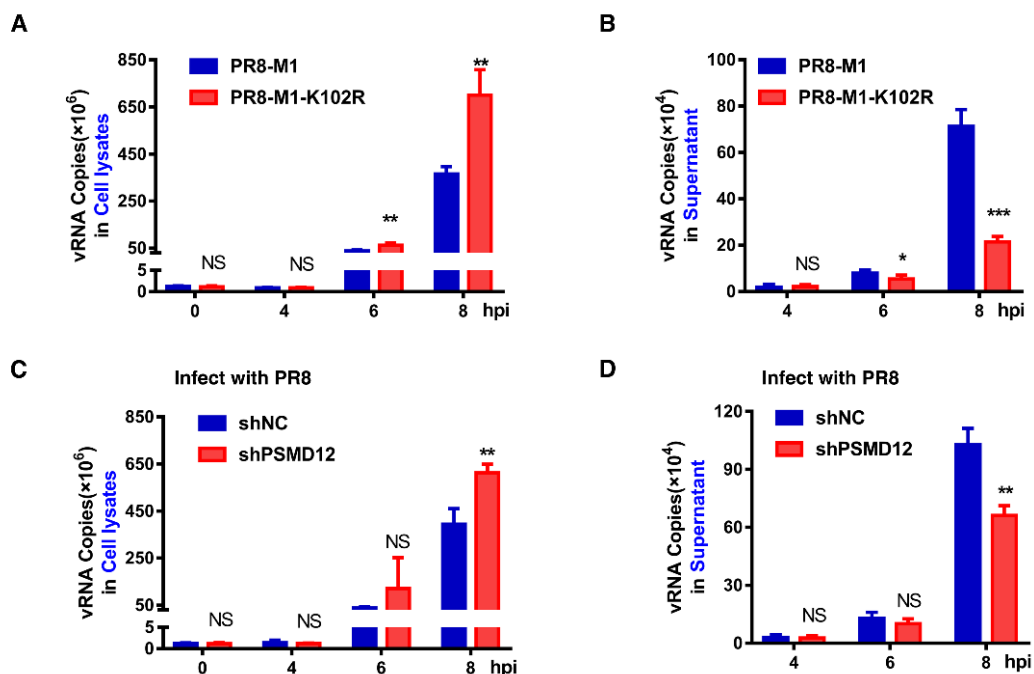 A
vRNA Copies(×10⁶)
in Cell lysates
850
650
450
250
50
5
0
PR8-M1
PR8-M1-K102R
NS
NS
**
**
0 4 6 8 hpi
B
vRNA Copies(×10⁴)
in Supernatant
100
80
60
40
20
0
PR8-M1
PR8-M1-K102R
NS
*
***
4 6 8 hpi
C
Infect with PR8
vRNA Copies(×10⁶)
in Cell lysates
850
650
450
250
50
5
0
shNC
shPSMD12
NS
NS
NS
**
0 4 6 8 hpi
D
Infect with PR8
vRNA Copies(×10⁴)
in Supernatant
120
90
60
30
0
shNC
shPSMD12
NS
NS
**
4 6 8 hpi